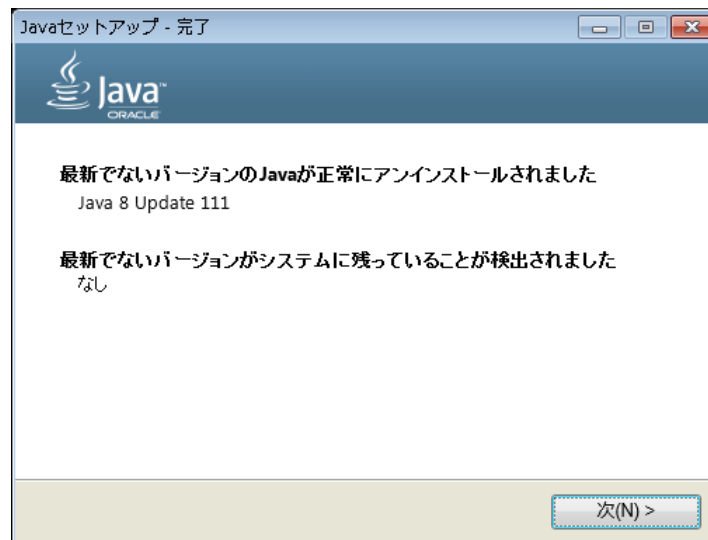 Javaセットアップ - 完了
Java™
ORACLE
最新でないバージョンのJavaが正常にアンインストールされました
Java 8 Update 111
最新でないバージョンがシステムに残っていることが検出されました
なし
次(N) >